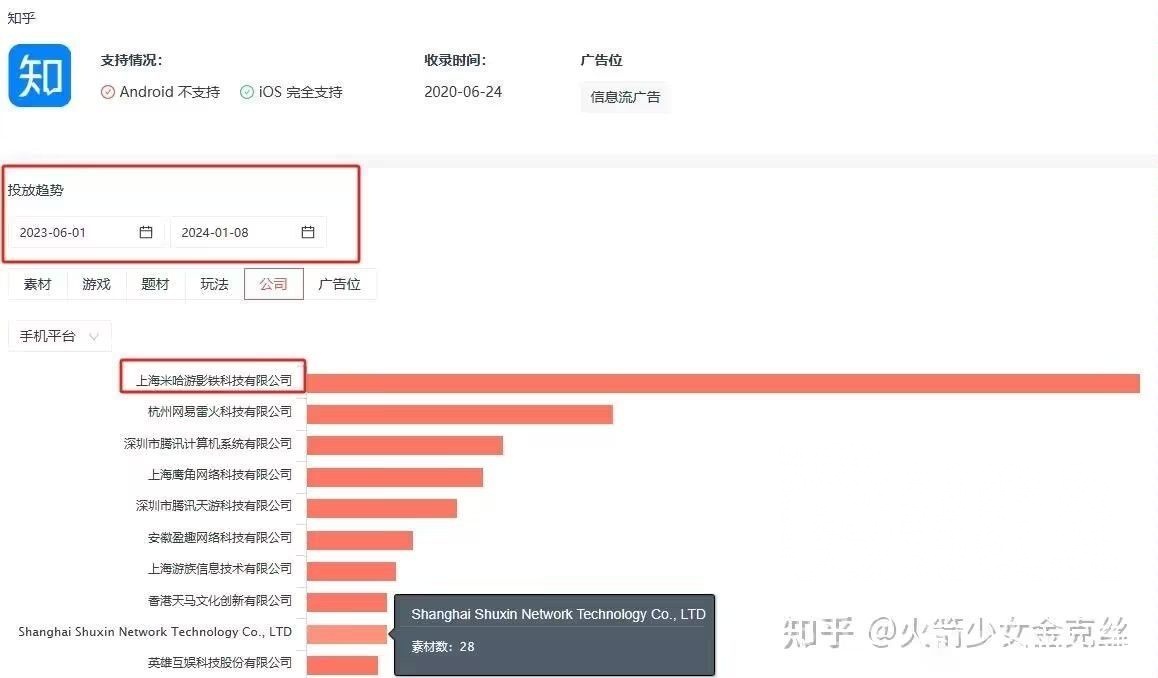 知乎
知
支持情况：
收录时间：
广告位
Android 不支持
iOS 完全支持
2020-06-24
信息流广告
投放趋势
2023-06-01
2024-01-08
素材
游戏
题材
玩法
公司
广告位
手机平台
上海米哈游影铁科技有限公司
杭州网易雷火科技有限公司
深圳市腾讯计算机系统有限公司
上海鹰角网络科技有限公司
深圳市腾讯天游科技有限公司
安徽盈趣网络科技有限公司
上海游族信息技术有限公司
香港天马文化创新有限公司
Shanghai Shuxin Network Technology Co., LTD
英雄互娱科技股份有限公司
Shanghai Shuxin Network Technology Co., LTD
素材数：28
知乎 @火箭少女金克丝